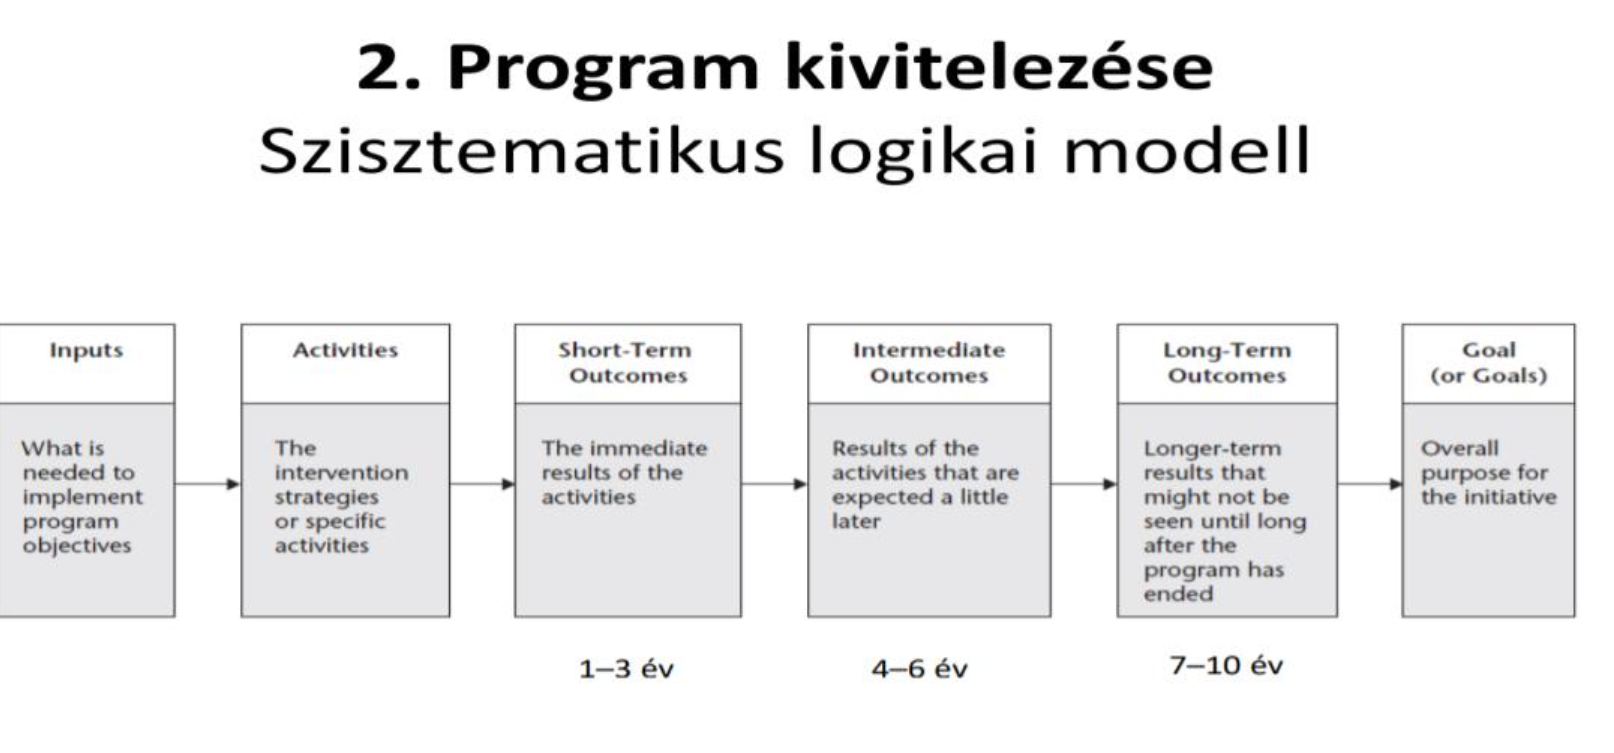 2. Program kivitelezése
Szisztematikus logikai modell
Inputs
What is
needed to
implement
program
objectives
Activities
The
intervention
strategies
or specific
activities
Short-Term
Outcomes
The immediate
results of the
activities
1–3 év
Intermediate
Outcomes
Results of the
activities that are
expected a little
later
4–6 év
Long-Term
Outcomes
Longer-term
results that
might not be
seen until long
after the
program has
ended
7–10 év
Goal
(or Goals)
Overall
purpose for
the initiative